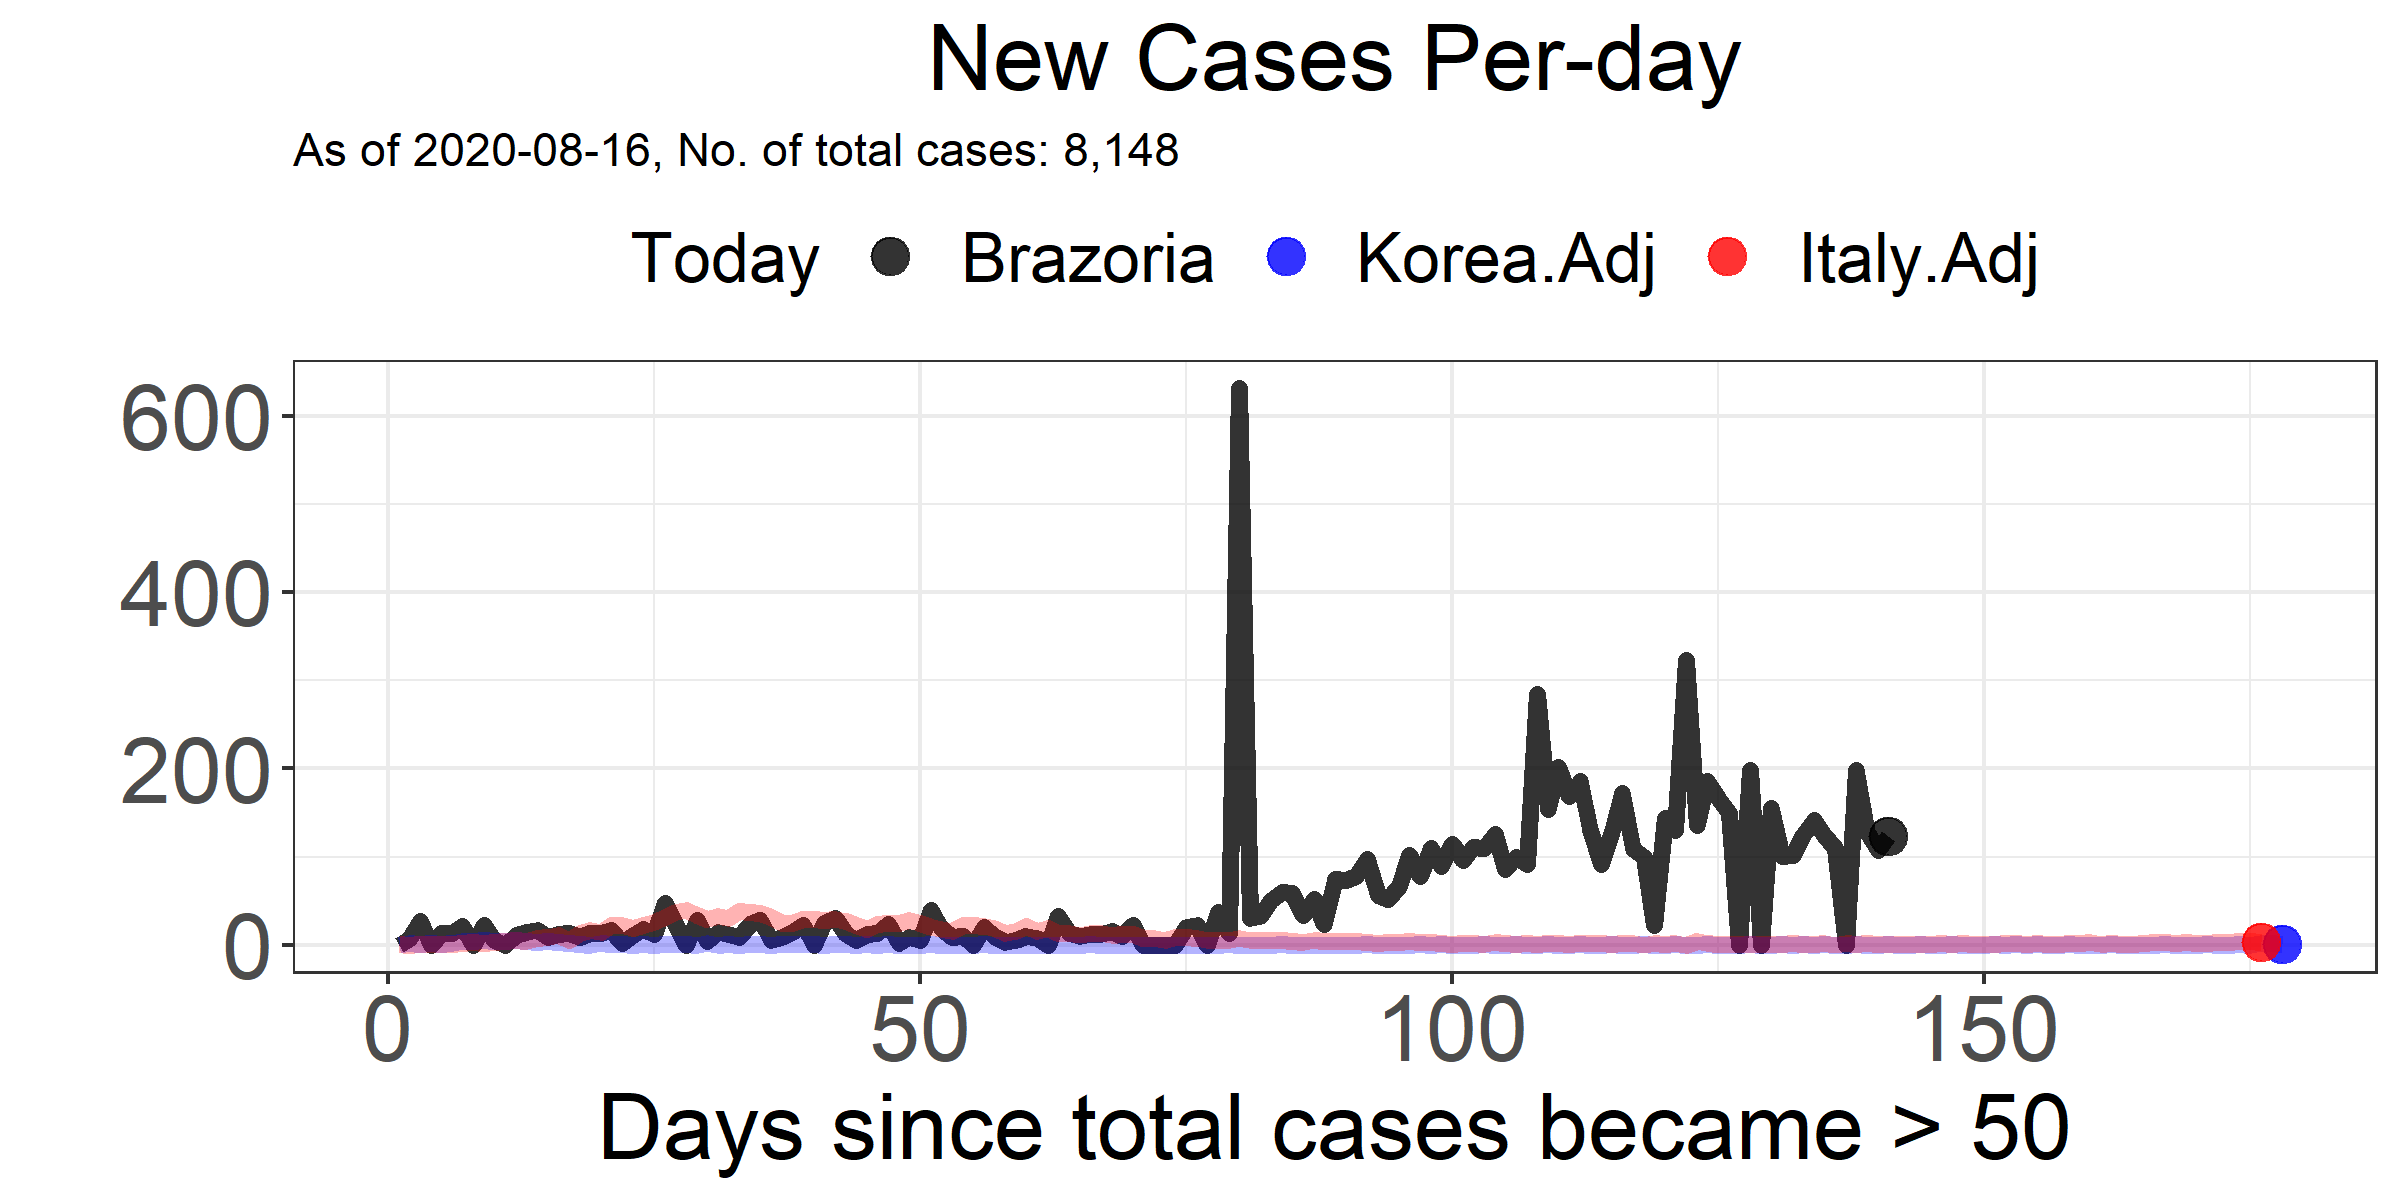 New Cases Per-day
As of 2020-08-16, No. of total cases: 8,148
Today Brazoria Korea.Adj Italy.Adj
600
400
200
0
0 50 100 150
Days since total cases became > 50